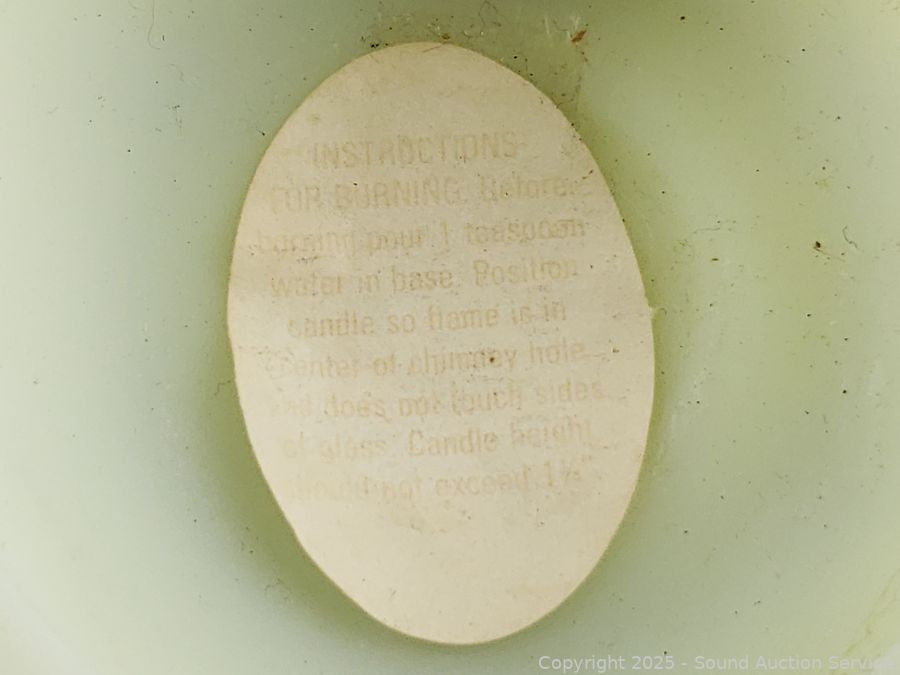 INSTRUCTIONS
FOR BURNING. Before
burning pour 1 teaspoon
water in base. Position
candle so flame is in
center of chimney hole
and does not touch sides
of glass. Candle height
should not exceed 1½"
Copyright 2025 - Sound Auction Service